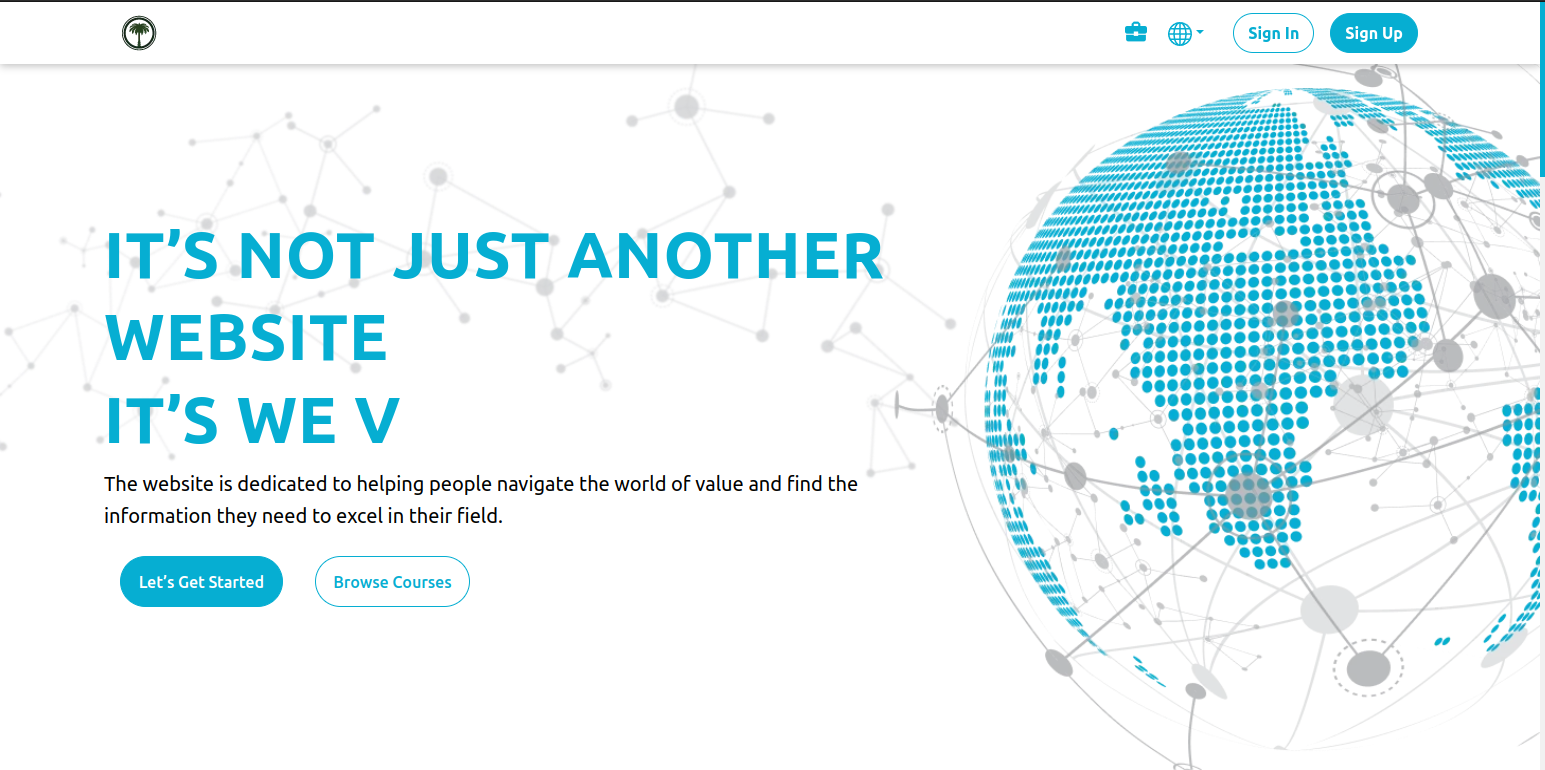 Sign In
Sign Up
IT’S NOT JUST ANOTHER
WEBSITE
IT’S WE V
The website is dedicated to helping people navigate the world of value and find the
information they need to excel in their field.
Let’s Get Started
Browse Courses